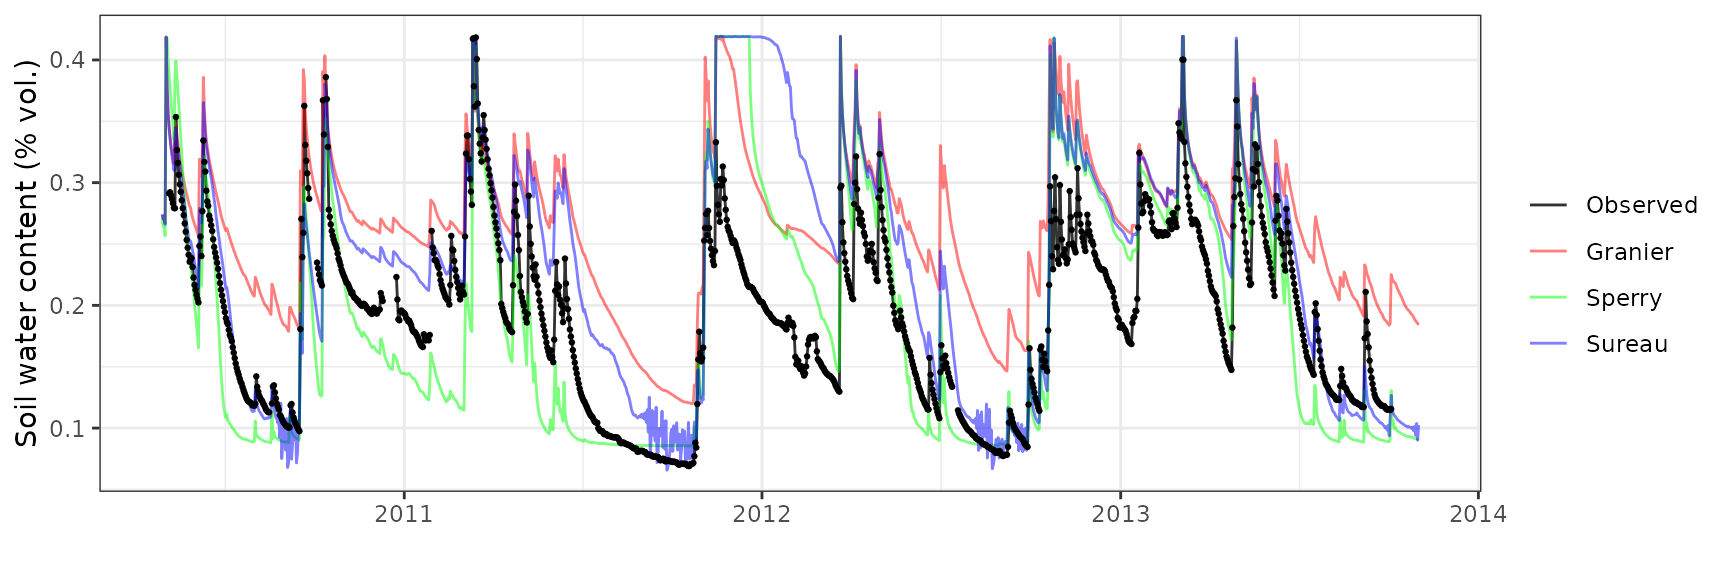 Soil water content (% vol.)
0.4
0.3
0.2
0.1
2011
2012
2013
2014
Observed
Granier
Sperry
Sureau